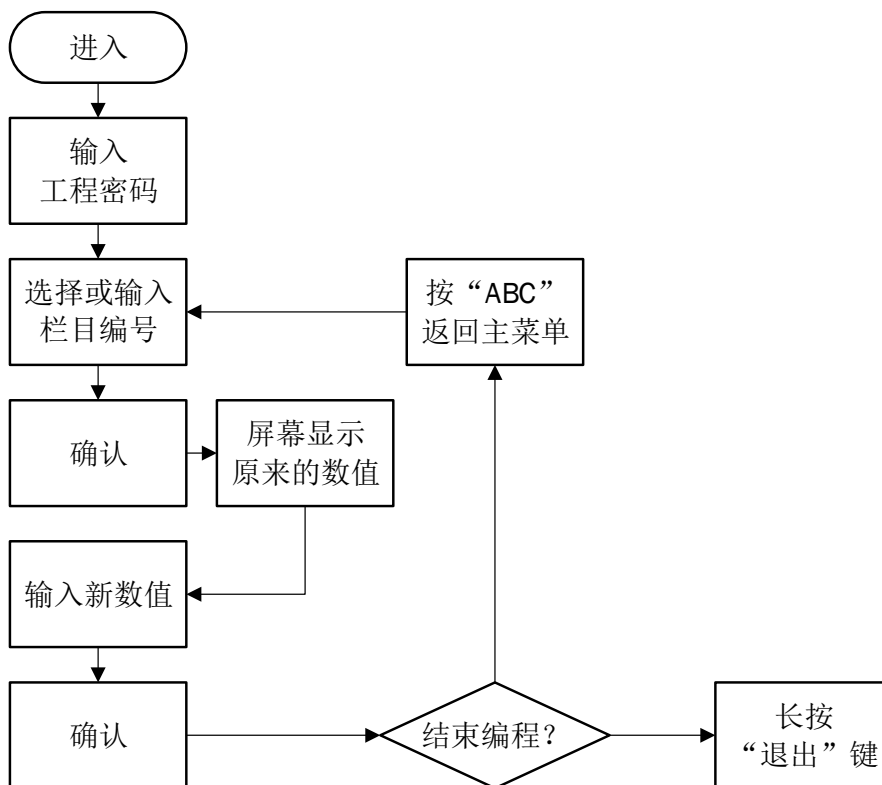 进入
输入
工程密码
选择或输入
栏目编号
按“ABC”
返回主菜单
确认
屏幕显示
原来的数值
输入新数值
确认
结束编程?
长按
“退出”键